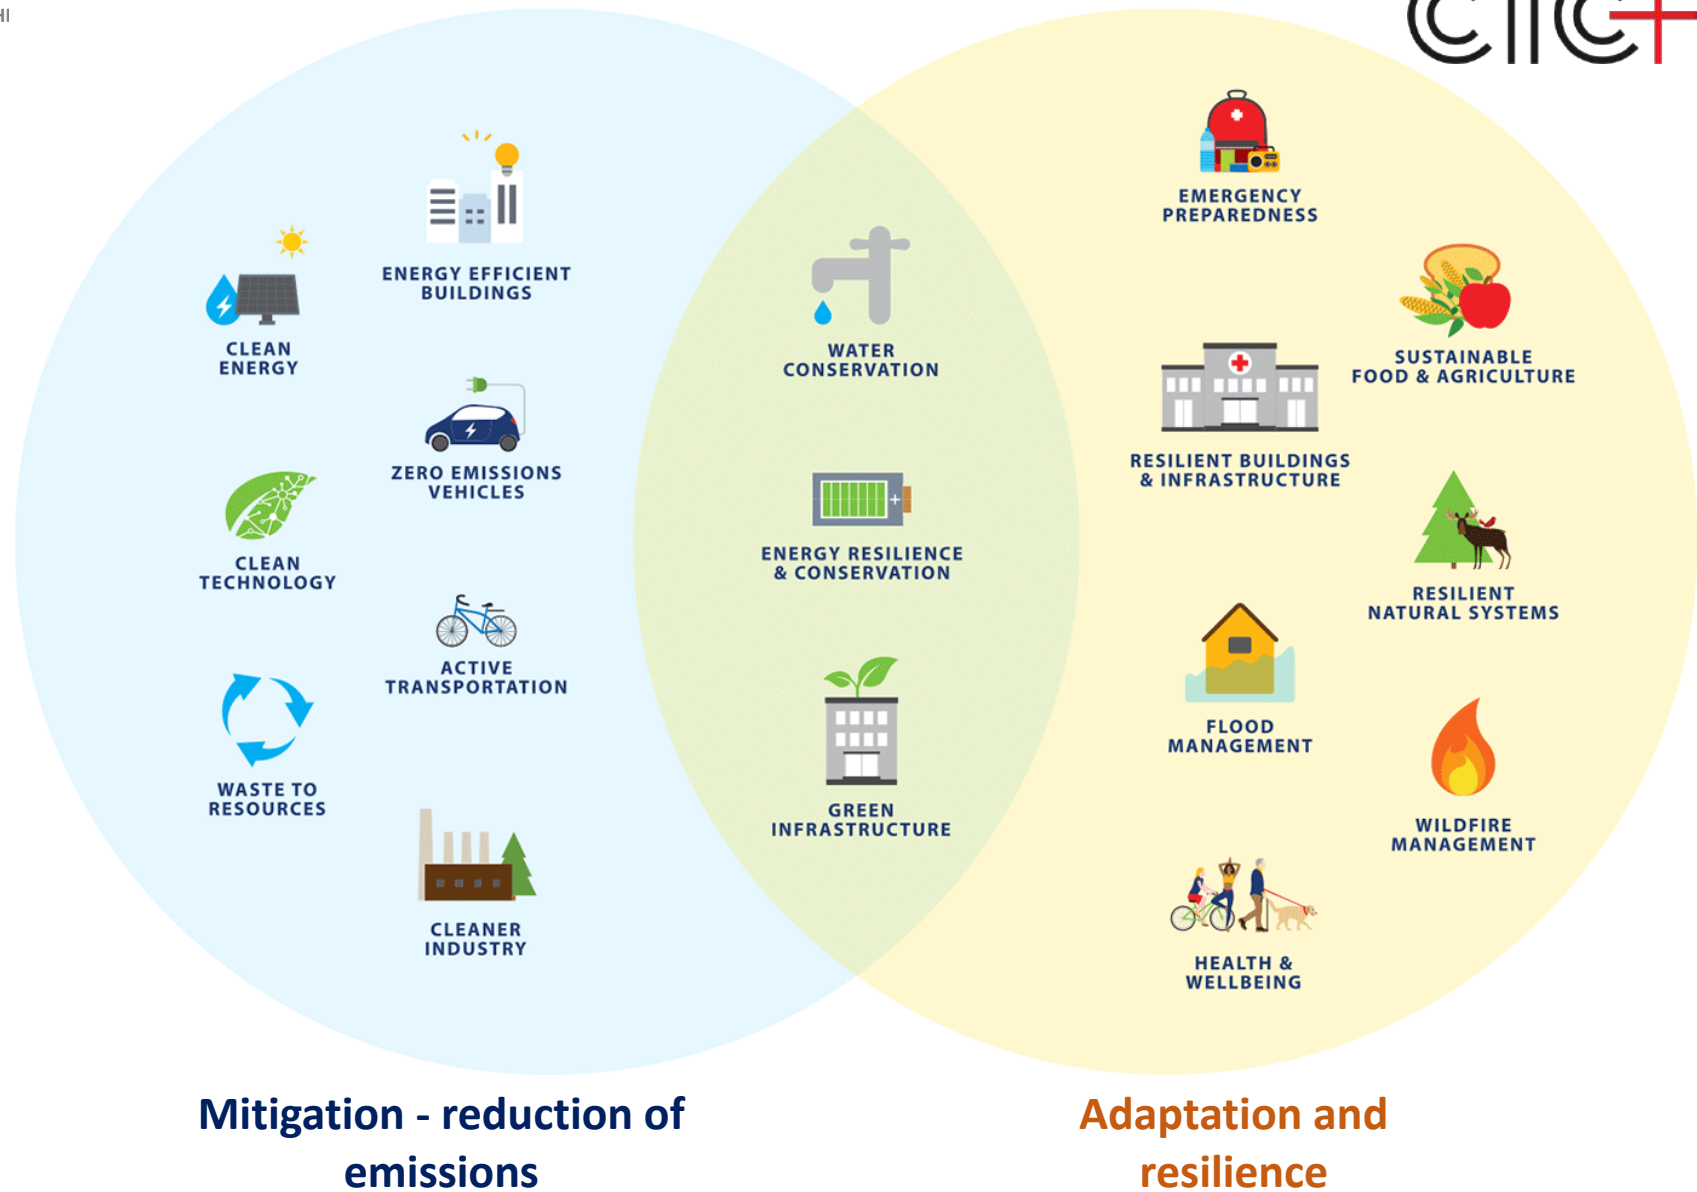 HI
CTC+
ENERGY EFFICIENT
BUILDINGS
CLEAN
ENERGY
ZERO EMISSIONS
VEHICLES
CLEAN
TECHNOLOGY
ACTIVE
TRANSPORTATION
WASTE TO
RESOURCES
CLEANER
INDUSTRY
WATER
CONSERVATION
ENERGY RESILIENCE
& CONSERVATION
GREEN
INFRASTRUCTURE
EMERGENCY
PREPAREDNESS
SUSTAINABLE
FOOD & AGRICULTURE
RESILIENT BUILDINGS
& INFRASTRUCTURE
RESILIENT
NATURAL SYSTEMS
FLOOD
MANAGEMENT
WILDFIRE
MANAGEMENT
HEALTH &
WELLBEING
Mitigation - reduction of
emissions
Adaptation and
resilience